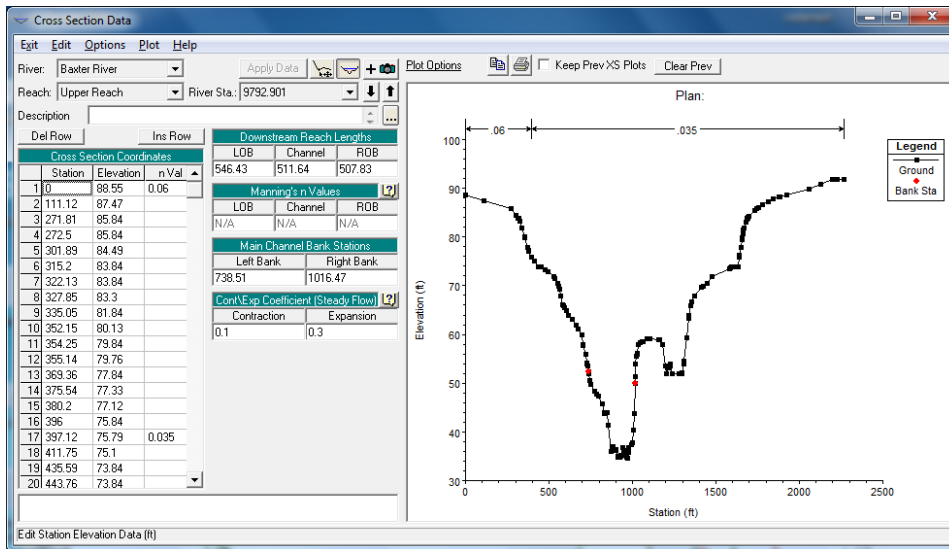 Cross Section Data
Exit Edit Options Plot Help
River: Baxter River Apply Data
Reach: Upper Reach River Sta.: 9792.901
Description ...
Del Row Ins Row
Cross Section Coordinates
Station Elevation n Val
1 0 88.55 0.06
2 111.12 87.47
3 271.81 85.84
4 272.5 85.84
5 301.89 84.49
6 315.2 83.84
7 322.13 83.84
8 327.85 83.3
9 335.05 81.84
10 352.15 80.13
11 354.25 79.84
12 355.14 79.76
13 369.36 77.84
14 375.54 77.33
15 380.2 77.12
16 396 75.84
17 397.12 75.79 0.035
18 411.75 75.1
19 435.59 73.84
20 443.76 73.84
Downstream Reach Lengths
LOB Channel ROB
546.43 511.64 507.83
Manning's n Values
LOB Channel ROB
N/A N/A N/A
Main Channel Bank Stations
Left Bank Right Bank
738.51 1016.47
Cont\Exp Coefficient (Steady Flow)
Contraction Expansion
0.1 0.3
Plot Options Keep Prev XS Plots Clear Prev
Plan:
.06 .035
100
90
80
70
60
50
40
30
Elevation (ft)
0 500 1000 1500 2000 2500
Station (ft)
Legend
Ground
Bank Sta
Edit Station Elevation Data (ft)